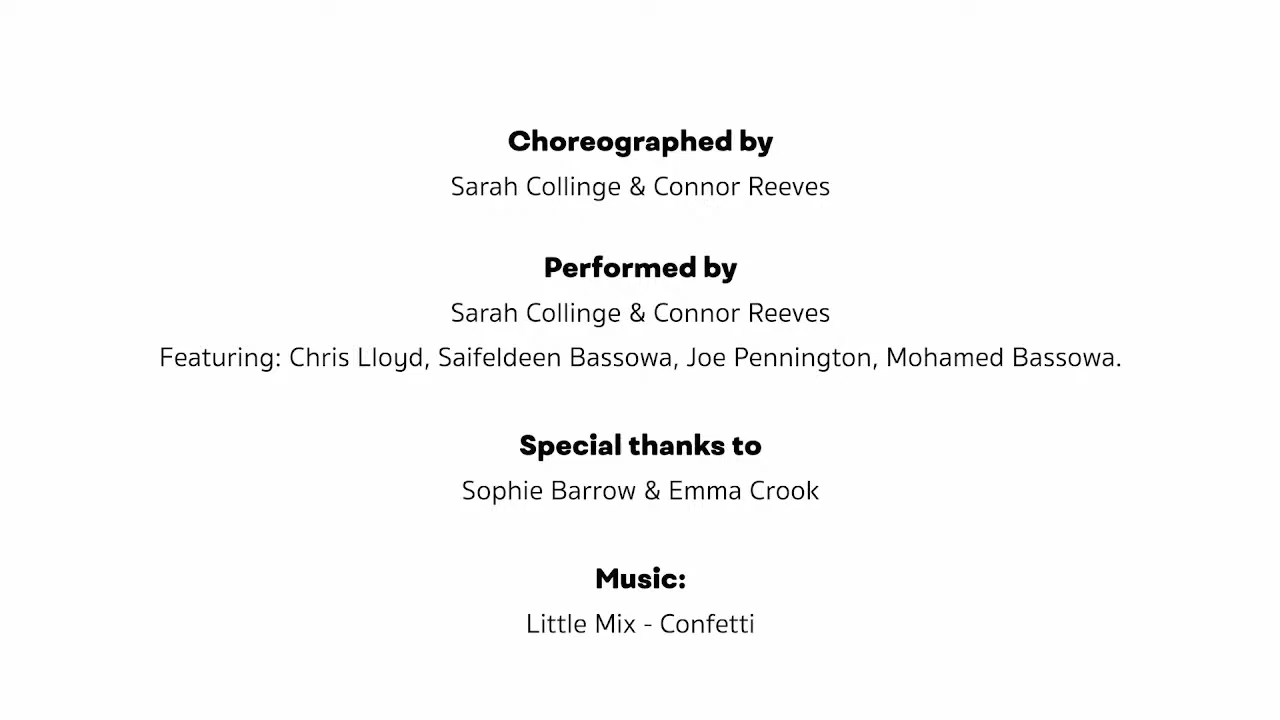 Choreographed by
Sarah Collinge & Connor Reeves
Performed by
Sarah Collinge & Connor Reeves
Featuring: Chris Lloyd, Saifeldeen Bassowa, Joe Pennington, Mohamed Bassowa.
Special thanks to
Sophie Barrow & Emma Crook
Music:
Little Mix - Confetti